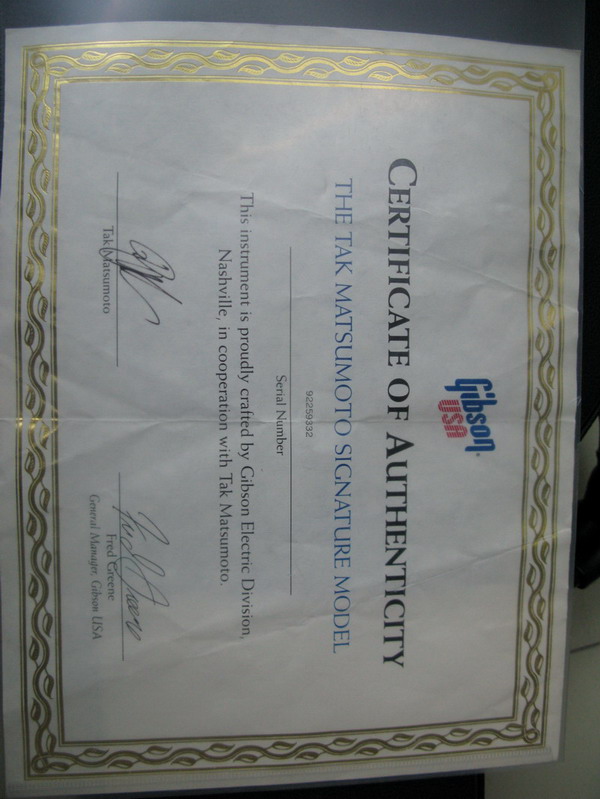 Gibson
USA
CERTIFICATE OF AUTHENTICITY
THE TAK MATSUMOTO SIGNATURE MODEL
92259332
Serial Number
This instrument is proudly crafted by Gibson Electric Division,
Nashville, in cooperation with Tak Matsumoto.
Tak Matsumoto
Fred Greene
General Manager, Gibson USA